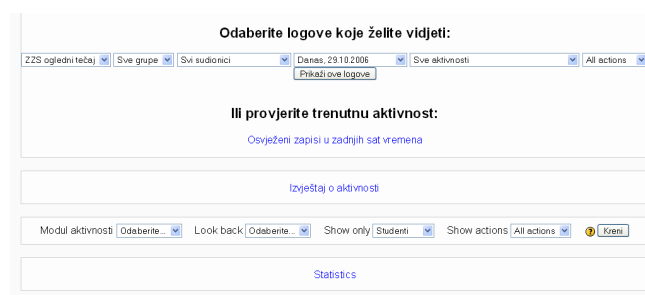 Odaberite logove koje želite vidjeti:
ZZS ogledni tečaj Sve grupe Svi sudionici Danas, 29.10.2006 Sve aktivnosti All actions
Prikaži ove logove
Ili provjerite trenutnu aktivnost:
Osvježeni zapisi u zadnjih sat vremena
Izvještaj o aktivnosti
Modul aktivnosti Odaberite... Look back Odaberite... Show only Studenti Show actions All actions ? Kreni
Statistics